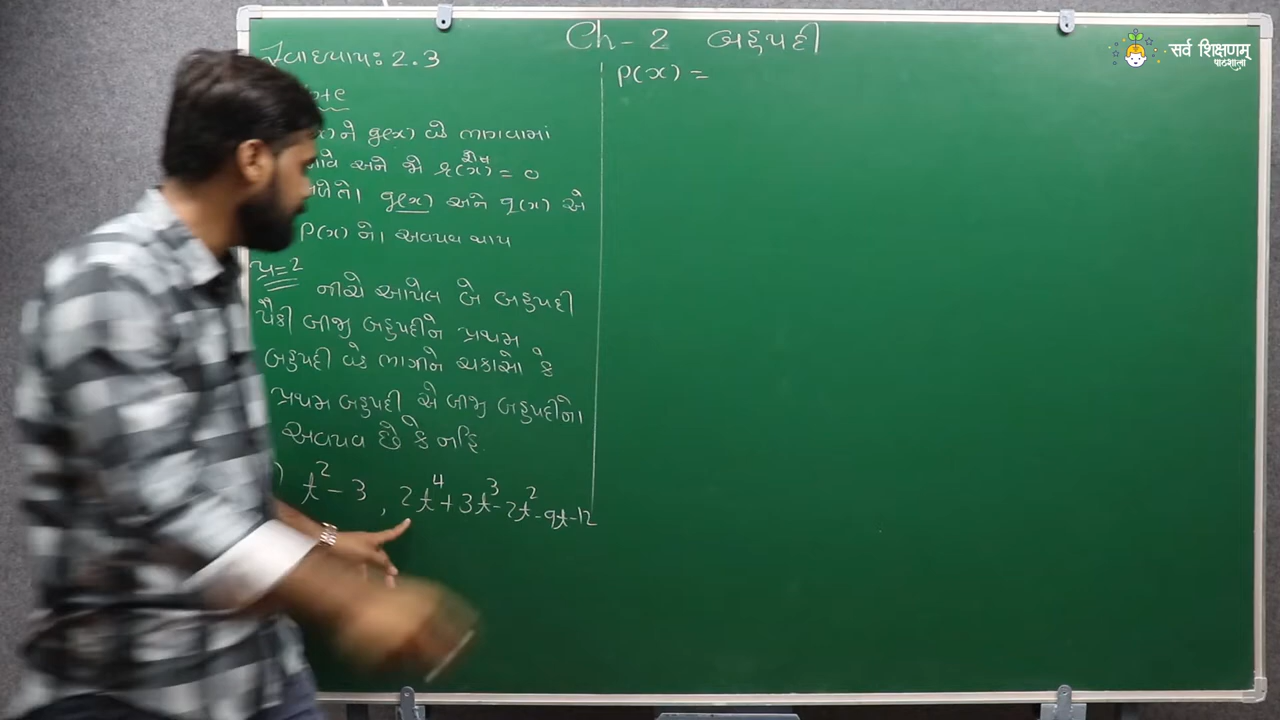 Ch-2 બહુપદી
સર્વ શિક્ષણમ્
પાઠશાલા
સ્વાધ્યાયઃ 2.3
ને g(x) વડે ભાગવામાં
આવે અને જો શેષ r(x) = 0
g(x) અને q(x) એ
P(x) નો અવયવ થાય
પ્ર=2
નીચે આપેલ બે બહુપદી
પૈકી બીજી બહુપદીને પ્રથમ
બહુપદી વડે ભાગીને ચકાસો કે
પ્રથમ બહુપદી એ બીજી બહુપદીનો
અવયવ છે કે નહિ.
) t² - 3 , 2t⁴ + 3t³ - 2t² - 9t - 12
P(x) =